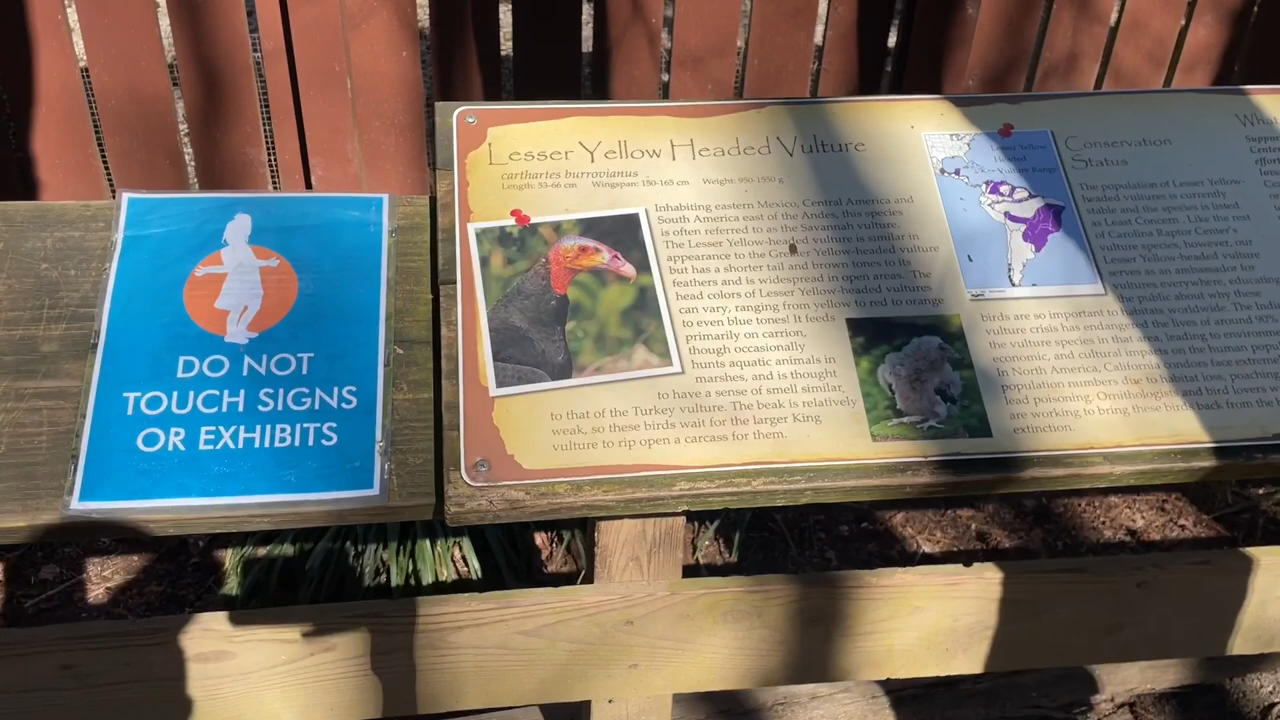 DO NOT
TOUCH SIGNS
OR EXHIBITS
Lesser Yellow Headed Vulture
carthartes burrovianus
Length: 53-66 cm Wingspan: 150-165 cm Weight: 950-1550 g
Inhabiting eastern Mexico, Central America and
South America east of the Andes, this species
is often referred to as the Savannah vulture.
The Lesser Yellow-headed vulture is similar in
appearance to the Greater Yellow-headed vulture
but has a shorter tail and brown tones to its
feathers and is widespread in open areas. The
head colors of Lesser Yellow-headed vultures
can vary, ranging from yellow to red to orange
to even blue tones! It feeds
primarily on carrion,
though occasionally
hunts aquatic animals in
marshes, and is thought
to have a sense of smell similar,
to that of the Turkey vulture. The beak is relatively
weak, so these birds wait for the larger King
vulture to rip open a carcass for them.
Lesser Yellow
Headed
Vulture Range
Conservation
Status
The population of Lesser Yellow-
headed vultures is currently
stable and the species is listed
as Least Concern. Like the rest
of Carolina Raptor Center's
vulture species, however, our
Lesser Yellow-headed vulture
serves as an ambassador for
vultures everywhere, educating
the public about why these
birds are so important to habitats worldwide. The
vulture crisis has endangered the lives of around 90%
the vulture species in that area, leading to
economic, and cultural impacts on the human
In North America, California condors face
population numbers due to habitat loss, poaching,
lead poisoning. Ornithologists and bird lovers
are working to bring these birds back from the
extinction.